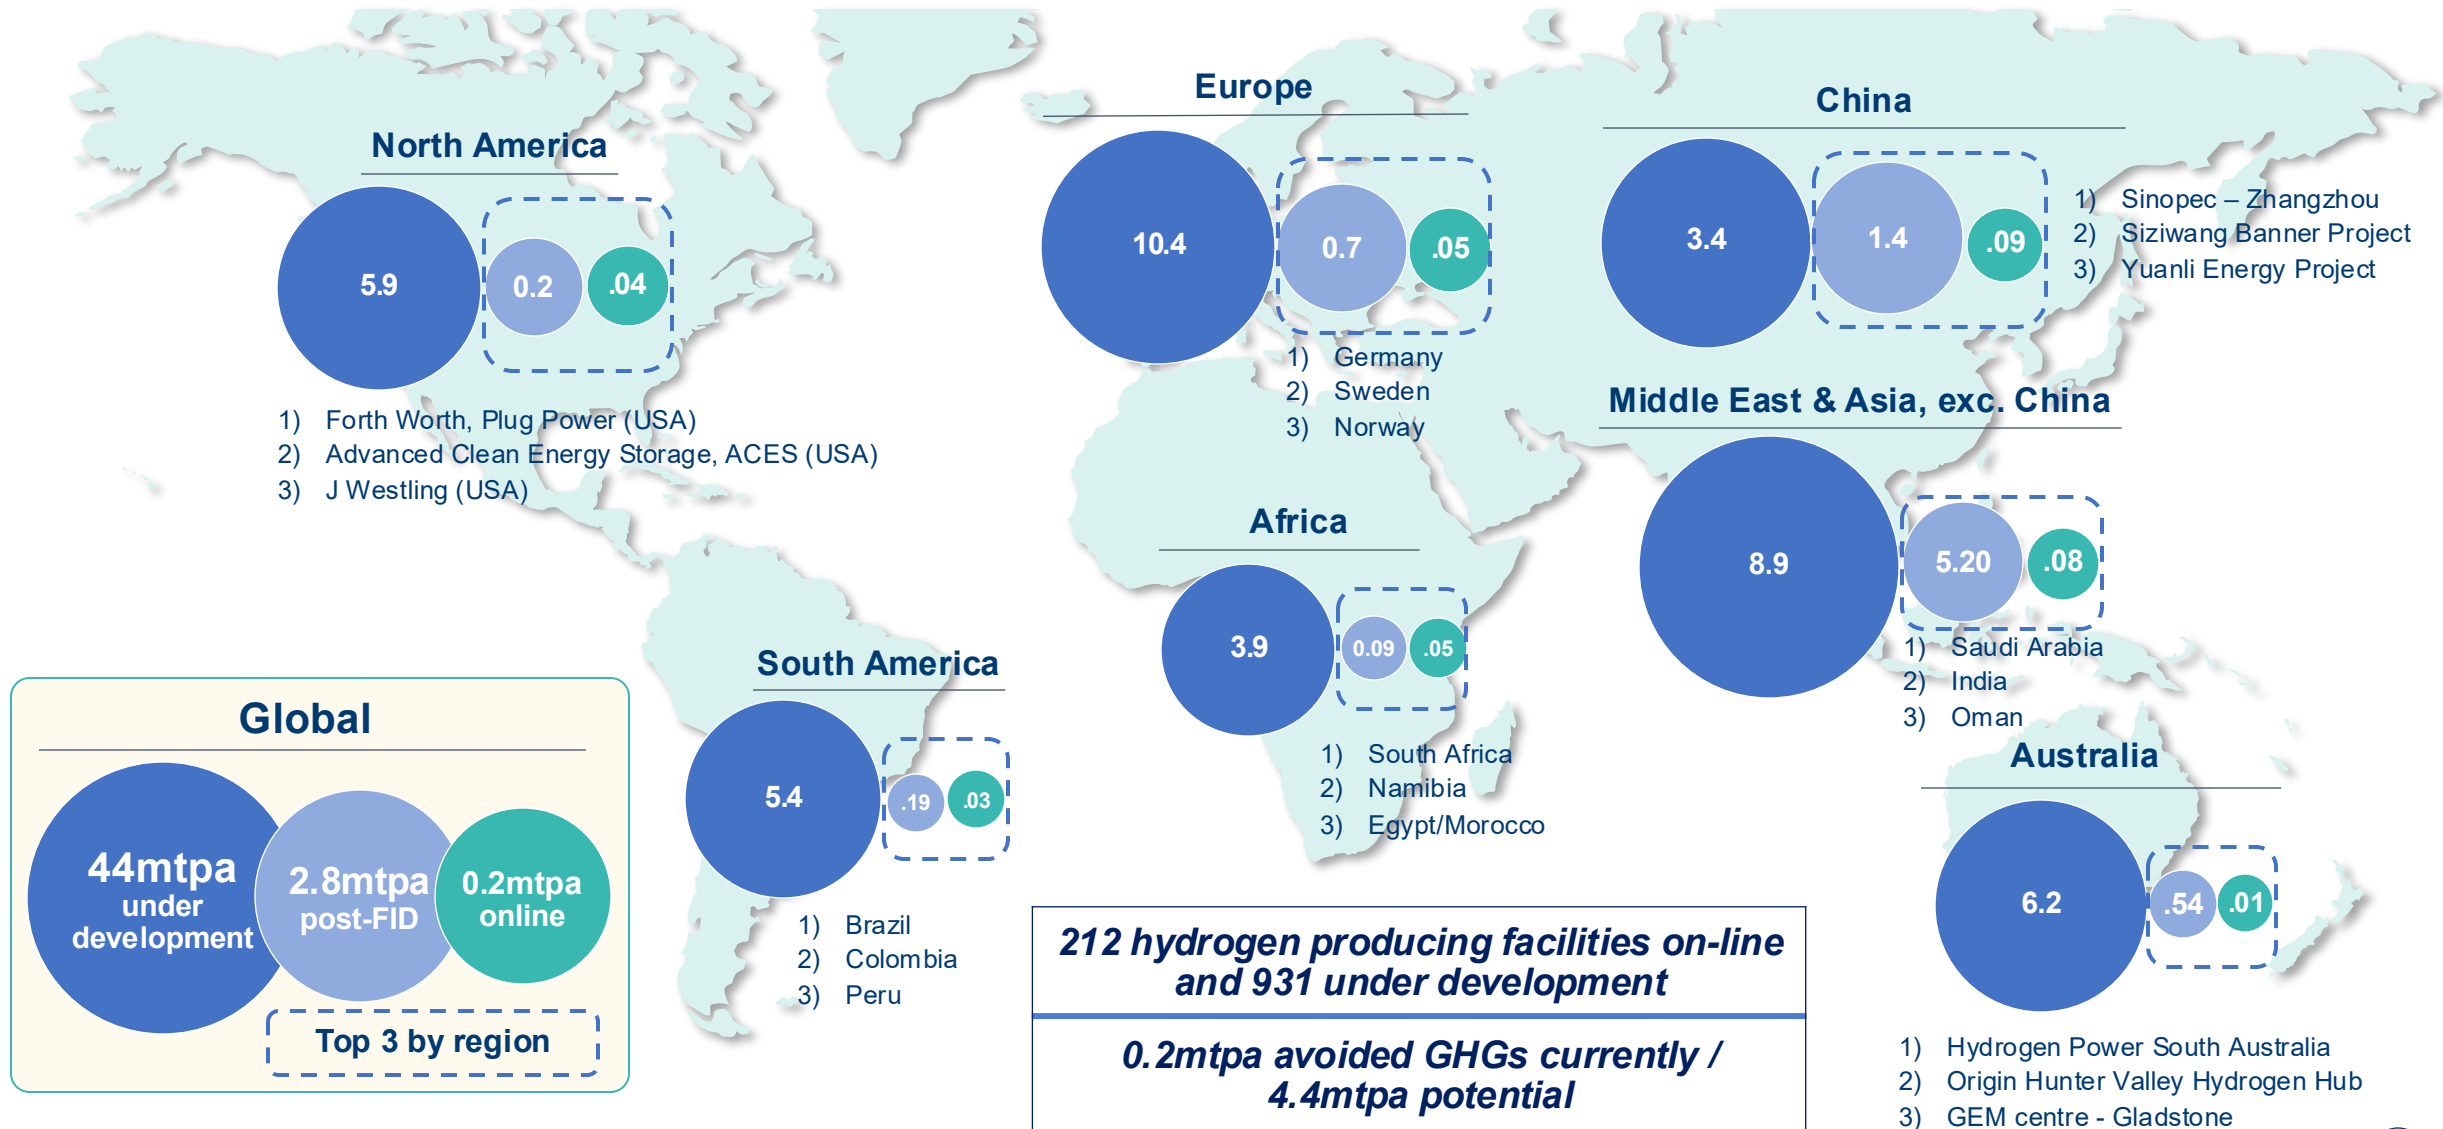 North America
5.9
0.2
.04
1) Forth Worth, Plug Power (USA)
2) Advanced Clean Energy Storage, ACES (USA)
3) J Westling (USA)
Europe
10.4
0.7
.05
1) Germany
2) Sweden
3) Norway
China
3.4
1.4
.09
1) Sinopec – Zhangzhou
2) Siziwang Banner Project
3) Yuanli Energy Project
Middle East & Asia, exc. China
8.9
5.20
.08
1) Saudi Arabia
2) India
3) Oman
Africa
3.9
0.09
.05
1) South Africa
2) Namibia
3) Egypt/Morocco
South America
5.4
.19
.03
1) Brazil
2) Colombia
3) Peru
Australia
6.2
.54
.01
1) Hydrogen Power South Australia
2) Origin Hunter Valley Hydrogen Hub
3) GEM centre - Gladstone
Global
44mtpa
under
development
2.8mtpa
post-FID
0.2mtpa
online
Top 3 by region
212 hydrogen producing facilities on-line
and 931 under development
0.2mtpa avoided GHGs currently /
4.4mtpa potential